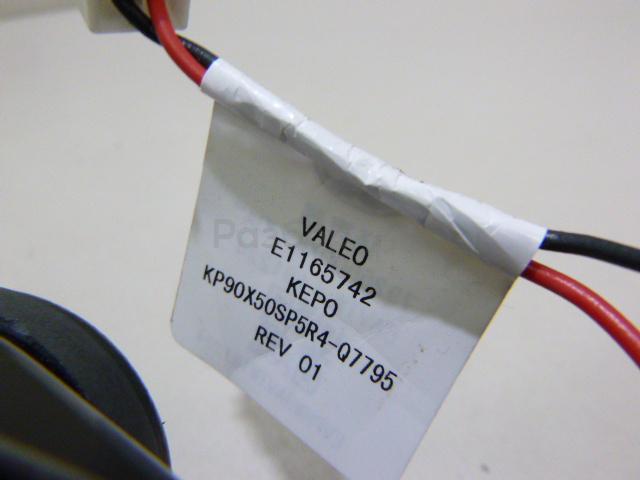 VALEO
E1165742
KEPO
KP90X50SP5R4-Q7795
REV 01